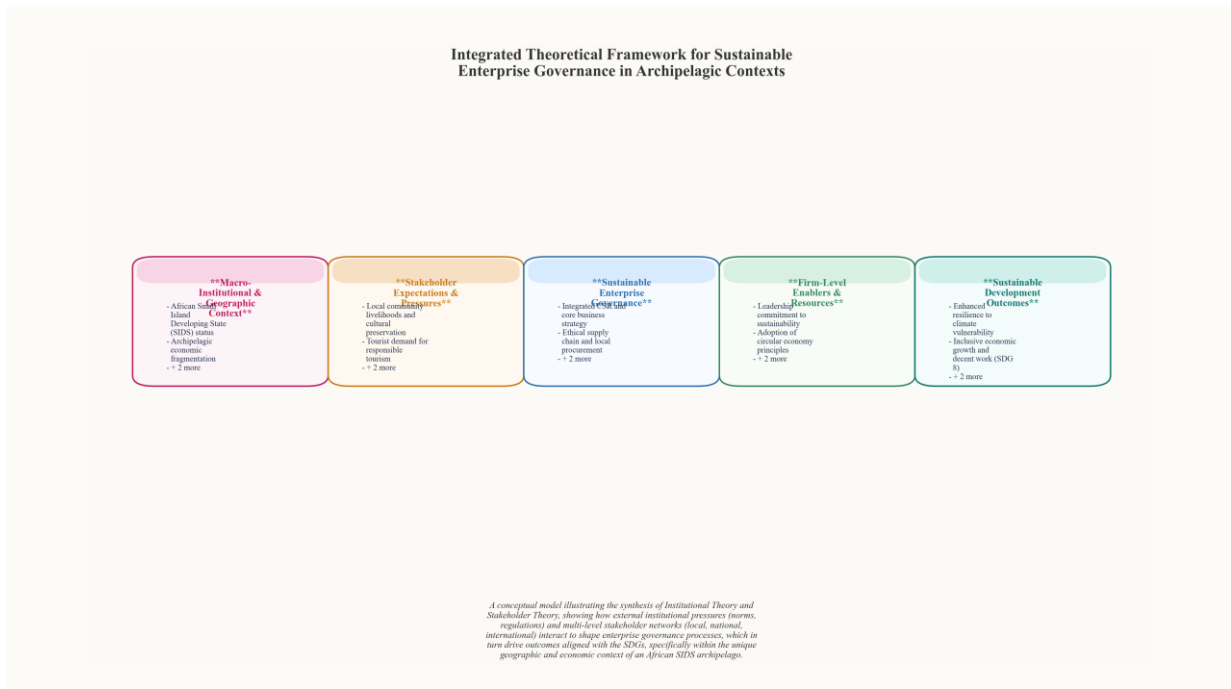 Integrated Theoretical Framework for Sustainable
Enterprise Governance in Archipelagic Contexts
**Macro-
Institutional &
Geographic
Context**
- African Small
Island
Developing State
(SIDS) status
- Archipelagic
economic
fragmentation
- + 2 more
**Stakeholder
Expectations &
Pressures**
- Local community
livelihoods and
cultural
preservation
- Tourist demand for
responsible
tourism
- + 2 more
**Sustainable
Enterprise
Governance**
- Integrated CSR and
core business
strategy
- Ethical supply
chain and local
procurement
- + 2 more
**Firm-Level
Enablers &
Resources**
- Leadership
commitment to
sustainability
- Adoption of
circular economy
principles
- + 2 more
**Sustainable
Development
Outcomes**
- Enhanced
resilience to
climate
vulnerability
- Inclusive economic
growth and
decent work (SDG
8)
- + 2 more
A conceptual model illustrating the synthesis of Institutional Theory and
Stakeholder Theory, showing how external institutional pressures (norms,
regulations) and multi-level stakeholder networks (local, national,
international) interact to shape enterprise governance processes, which in
turn drive outcomes aligned with the SDGs, specifically within the unique
geographic and economic context of an African SIDS archipelago.